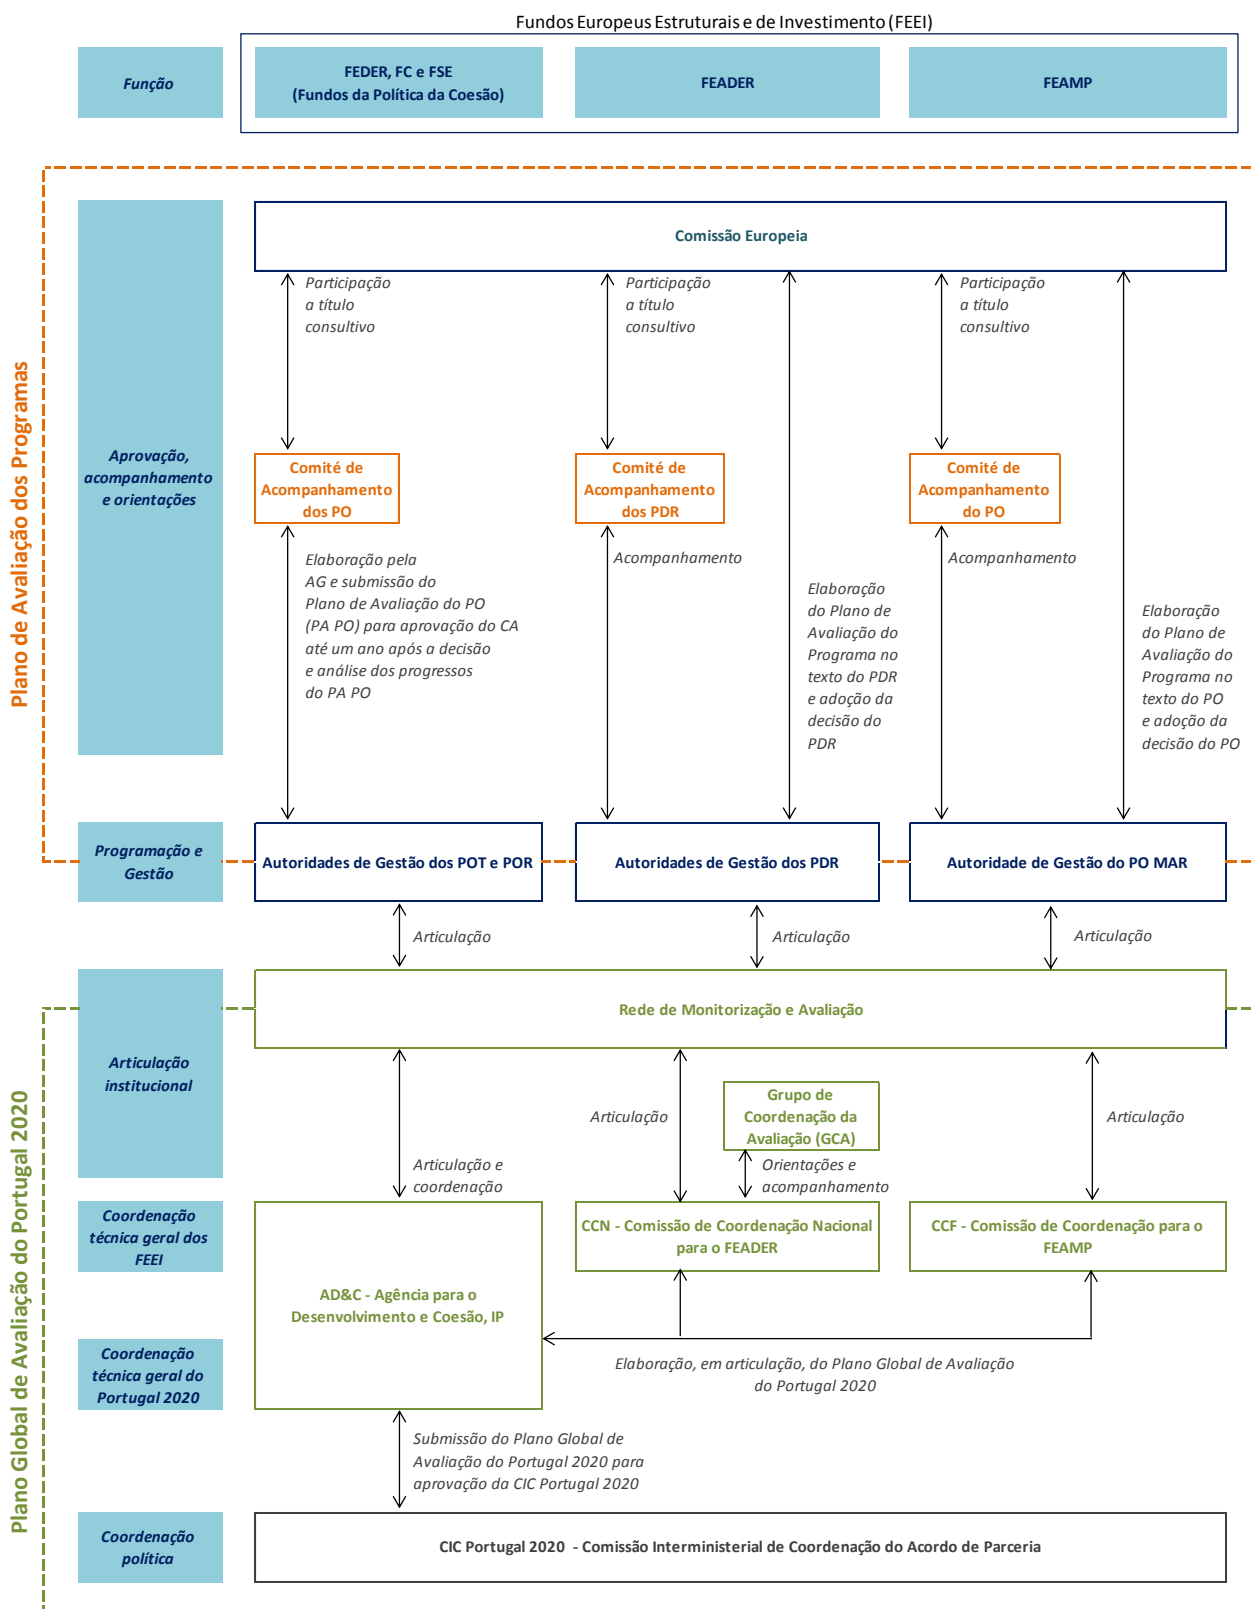 Fundos Europeus Estruturais e de Investimento (FEEI)
Função
FEDER, FC e FSE
(Fundos da Política da Coesão)
FEADER
FEAMP
Plano de Avaliação dos Programas
Aprovação,
acompanhamento
e orientações
Comissão Europeia
Participação
a título
consultivo
Participação
a título
consultivo
Participação
a título
consultivo
Comité de
Acompanhamento
dos PO
Comité de
Acompanhamento
dos PDR
Comité de
Acompanhamento
do PO
Elaboração pela
AG e submissão do
Plano de Avaliação do PO
(PA PO) para aprovação do CA
até um ano após a decisão
e análise dos progressos
do PA PO
Acompanhamento
Elaboração
do Plano de
Avaliação do
Programa no
texto do PDR
e adoção da
decisão do
PDR
Acompanhamento
Elaboração
do Plano de
Avaliação do
Programa no
texto do PO
e adoção da
decisão do PO
Programação e
Gestão
Autoridades de Gestão dos POT e POR
Autoridades de Gestão dos PDR
Autoridade de Gestão do PO MAR
Articulação
Articulação
Articulação
Plano Global de Avaliação do Portugal 2020
Articulação
institucional
Rede de Monitorização e Avaliação
Articulação e
coordenação
Articulação
Grupo de
Coordenação da
Avaliação (GCA)
Orientações e
acompanhamento
Articulação
Coordenação
técnica geral dos
FEEI
AD&C - Agência para o
Desenvolvimento e Coesão, IP
CCN - Comissão de Coordenação Nacional
para o FEADER
CCF - Comissão de Coordenação para o
FEAMP
Coordenação
técnica geral do
Portugal 2020
Elaboração, em articulação, do Plano Global de Avaliação
do Portugal 2020
Submissão do Plano Global de
Avaliação do Portugal 2020 para
aprovação da CIC Portugal 2020
Coordenação
política
CIC Portugal 2020 - Comissão Interministerial de Coordenação do Acordo de Parceria